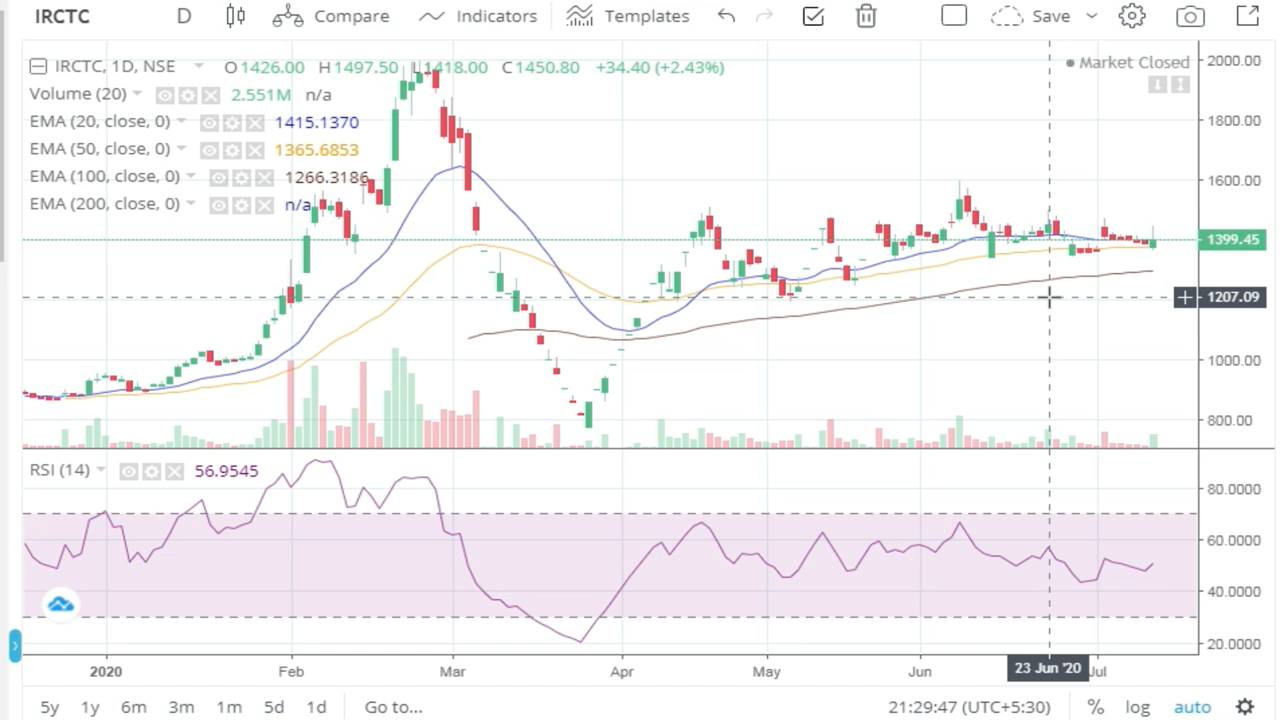 IRCTC D Compare Indicators Templates Save
IRCTC, 1D, NSE O1426.00 H1497.50 L1418.00 C1450.80 +34.40 (+2.43%)
Market Closed
Volume (20) 2.551M n/a
EMA (20, close, 0) 1415.1370
EMA (50, close, 0) 1365.6853
EMA (100, close, 0) 1266.3186
EMA (200, close, 0) n/a
2000.00
1800.00
1600.00
1399.45
1207.09
1000.00
800.00
RSI (14) 56.9545
80.0000
60.0000
40.0000
20.0000
2020 Feb Mar Apr May Jun 23 Jun '20 Jul
5y 1y 6m 3m 1m 5d 1d Go to... 21:29:47 (UTC+5:30) % log auto